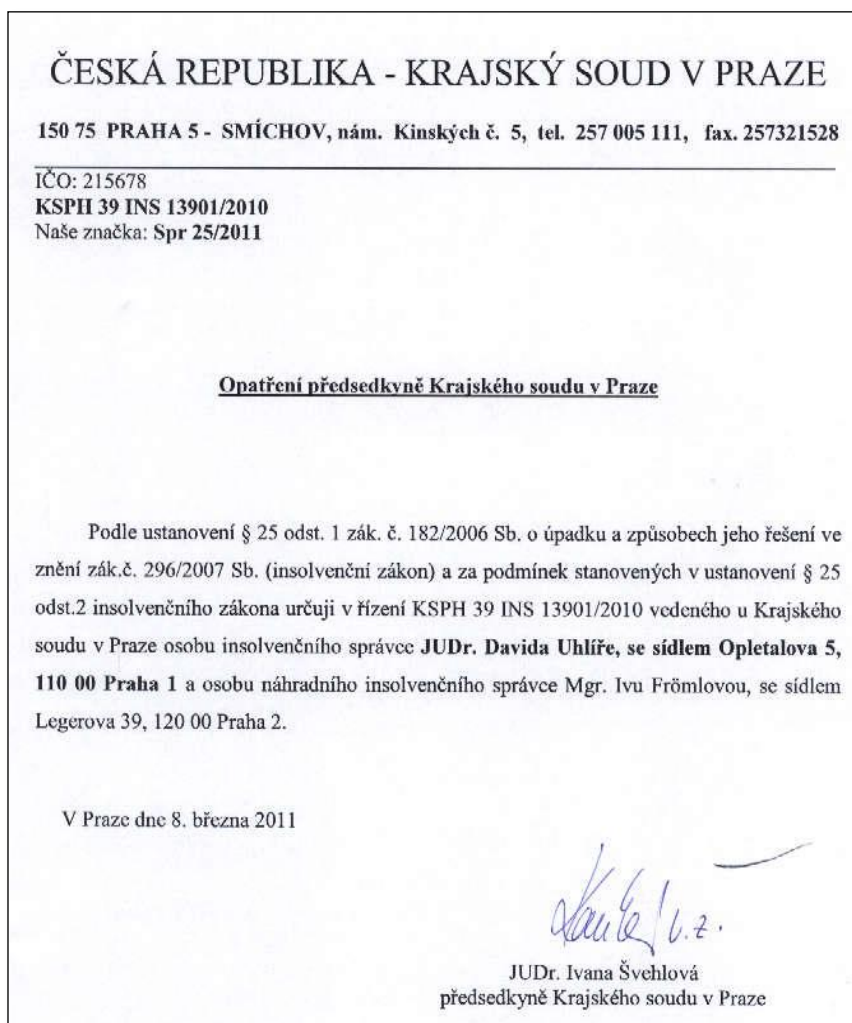 ČESKÁ REPUBLIKA - KRAJSKÝ SOUD V PRAZE
150 75 PRAHA 5 - SMÍCHOV, nám. Kinských č. 5, tel. 257 005 111, fax. 257321528
IČO: 215678
KSPH 39 INS 13901/2010
Naše značka: Spr 25/2011
Opatření předsedkyně Krajského soudu v Praze
Podle ustanovení § 25 odst. 1 zák. č. 182/2006 Sb. o úpadku a způsobech jeho řešení ve
znění zák.č. 296/2007 Sb. (insolvenční zákon) a za podmínek stanovených v ustanovení § 25
odst.2 insolvenčního zákona určuji v řízení KSPH 39 INS 13901/2010 vedeného u Krajského
soudu v Praze osobu insolvenčního správce JUDr. Davida Uhlíře, se sídlem Opletalova 5,
110 00 Praha 1 a osobu náhradního insolvenčního správce Mgr. Ivu Frömlovou, se sídlem
Legerova 39, 120 00 Praha 2.
V Praze dne 8. března 2011
v.z.
JUDr. Ivana Švehlová
předsedkyně Krajského soudu v Praze